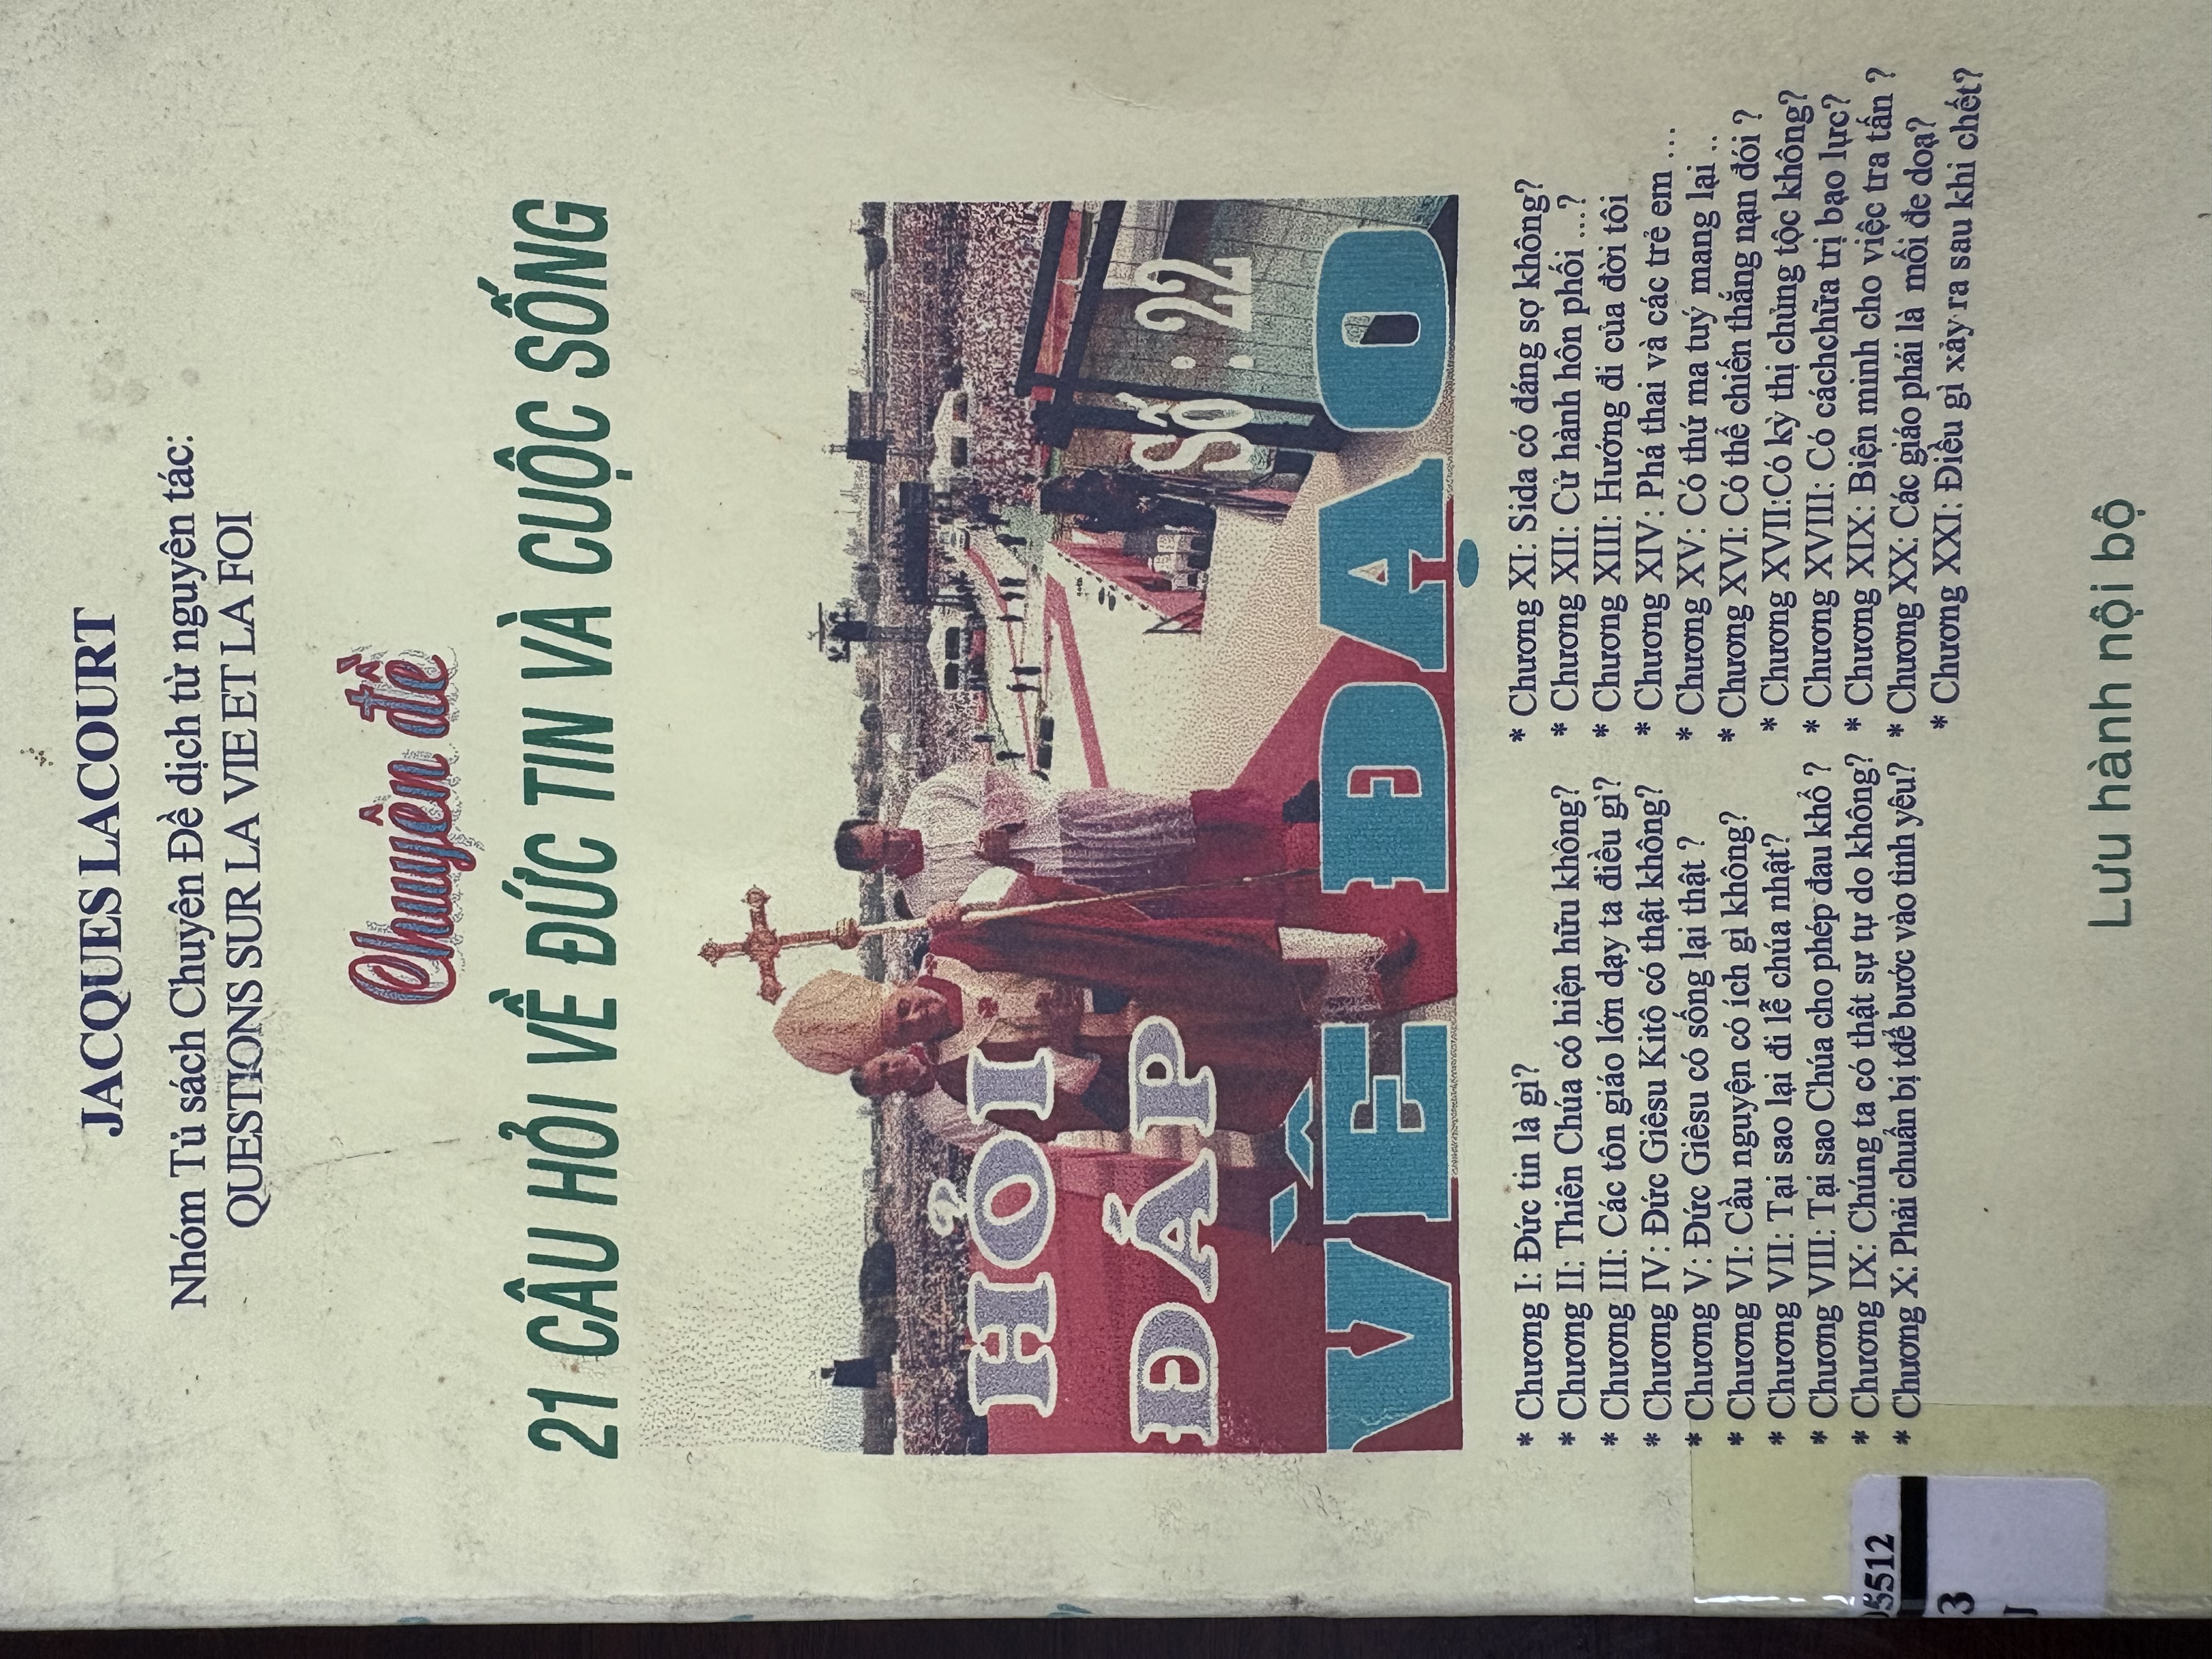 JACQUES LACOURT
Nhóm Tủ sách Chuyên Đề dịch từ nguyên tác:
QUESTIONS SUR LA VIE ET LA FOI
Chuyên đề
21 CÂU HỎI VỀ ĐỨC TIN VÀ CUỘC SỐNG
HỎI
ĐÁP
Số : 22
VỀ ĐẠO
* Chương I: Đức tin là gì?
* Chương II: Thiên Chúa có hiện hữu không?
* Chương III: Các tôn giáo lớn dạy ta điều gì?
* Chương IV: Đức Giêsu Kitô có thật không?
* Chương V: Đức Giêsu có sống lại thật ?
* Chương VI: Cầu nguyện có ích gì không?
* Chương VII: Tại sao lại đi lễ chúa nhật?
* Chương VIII: Tại sao Chúa cho phép đau khổ ?
* Chương IX: Chúng ta có thật sự tự do không?
* Chương X: Phải chuẩn bị tđể bước vào tình yêu?
* Chương XI: Sida có đáng sợ không?
* Chương XII: Cử hành hôn phối ...?
* Chương XIII: Hướng đi của đời tôi
* Chương XIV: Phá thai và các trẻ em ...
* Chương XV: Có thứ ma tuý mang lại ..
* Chương XVI: Có thể chiến thắng nạn đói ?
* Chương XVII:Có kỳ thị chủng tộc không?
* Chương XVIII: Có cáchchữa trị bạo lực?
* Chương XIX: Biện minh cho việc tra tấn ?
* Chương XX: Các giáo phái là mối đe doạ?
* Chương XXI: Điều gì xảy ra sau khi chết?
Lưu hành nội bộ
5512
3